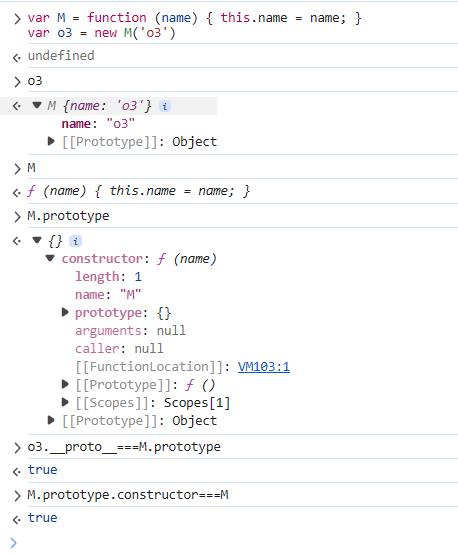 > var M = function (name) { this.name = name; }
var o3 = new M('o3')
< undefined
> o3
< ▼ M {name: 'o3'} i
name: "o3"
▶ [[Prototype]]: Object
> M
< ƒ (name) { this.name = name; }
> M.prototype
< ▼ {} i
▼ constructor: ƒ (name)
length: 1
name: "M"
▶ prototype: {}
arguments: null
caller: null
[[FunctionLocation]]: VM103:1
▶ [[Prototype]]: ƒ ()
▶ [[Scopes]]: Scopes[1]
▶ [[Prototype]]: Object
> o3.__proto__===M.prototype
< true
> M.prototype.constructor===M
< true
>